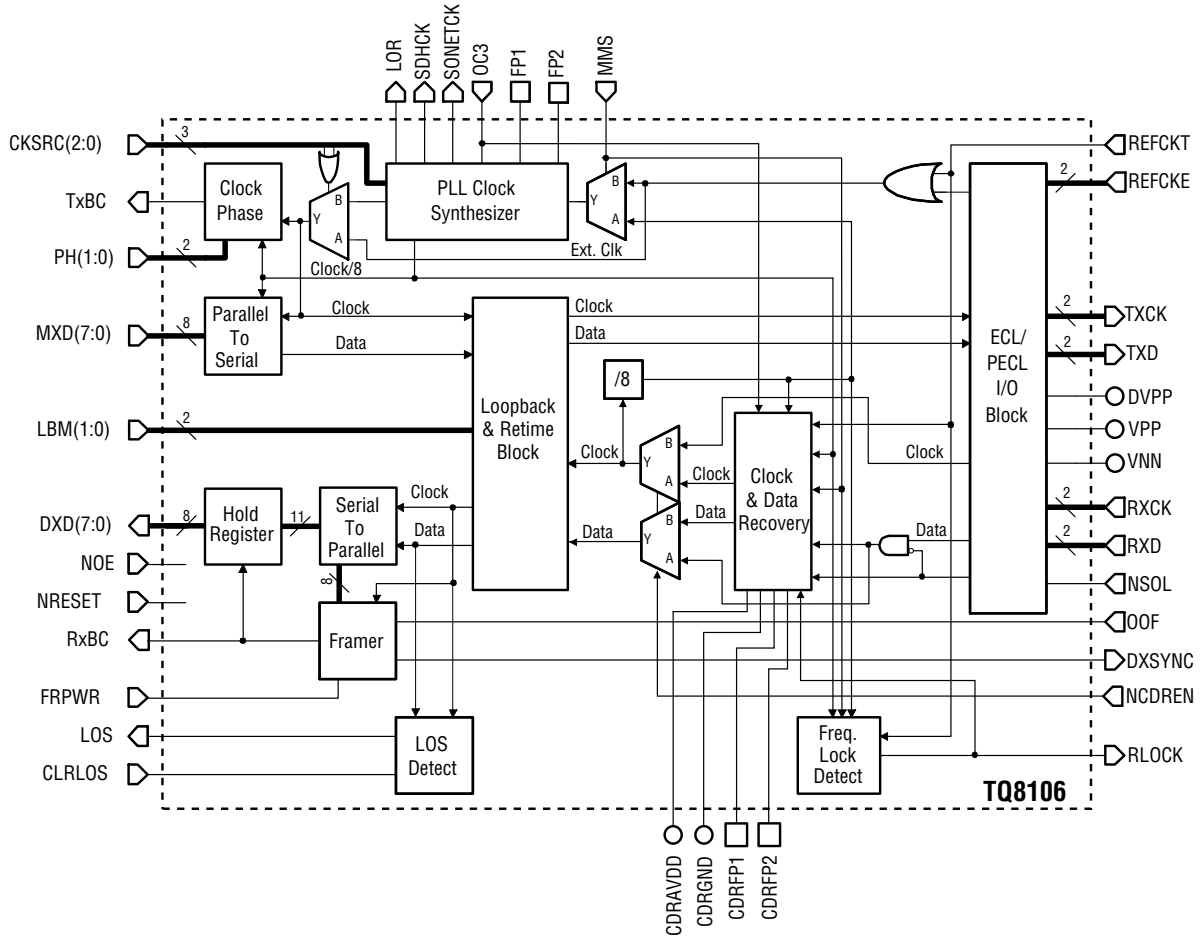 LOR
SDHCK
SONETCK
OC3
FP1
FP2
MMS
CKSRC(2:0)
3
REFCKT
TxBC
Clock
Phase
B
Y
A
PLL Clock
Synthesizer
B
Y
A
2
REFCKE
PH(1:0)
2
Ext. Clk
Clock/8
MXD(7:0)
8
Parallel
To
Serial
Clock
Data
Clock
Data
ECL/
PECL
I/O
Block
2
TXCK
2
TXD
/8
DVPP
LBM(1:0)
2
Loopback
& Retime
Block
VPP
Clock
B
Y
A
Clock
Clock
& Data
Recovery
Clock
VNN
DXD(7:0)
8
Hold
Register
11
Serial
To
Parallel
Clock
Data
Data
B
Y
A
Data
Data
2
RXCK
2
RXD
NOE
8
NSOL
NRESET
OOF
RxBC
Framer
DXSYNC
FRPWR
NCDREN
LOS
LOS
Detect
Freq.
Lock
Detect
RLOCK
CLRLOS
TQ8106
CDRAVDD
CDRGND
CDRFP1
CDRFP2